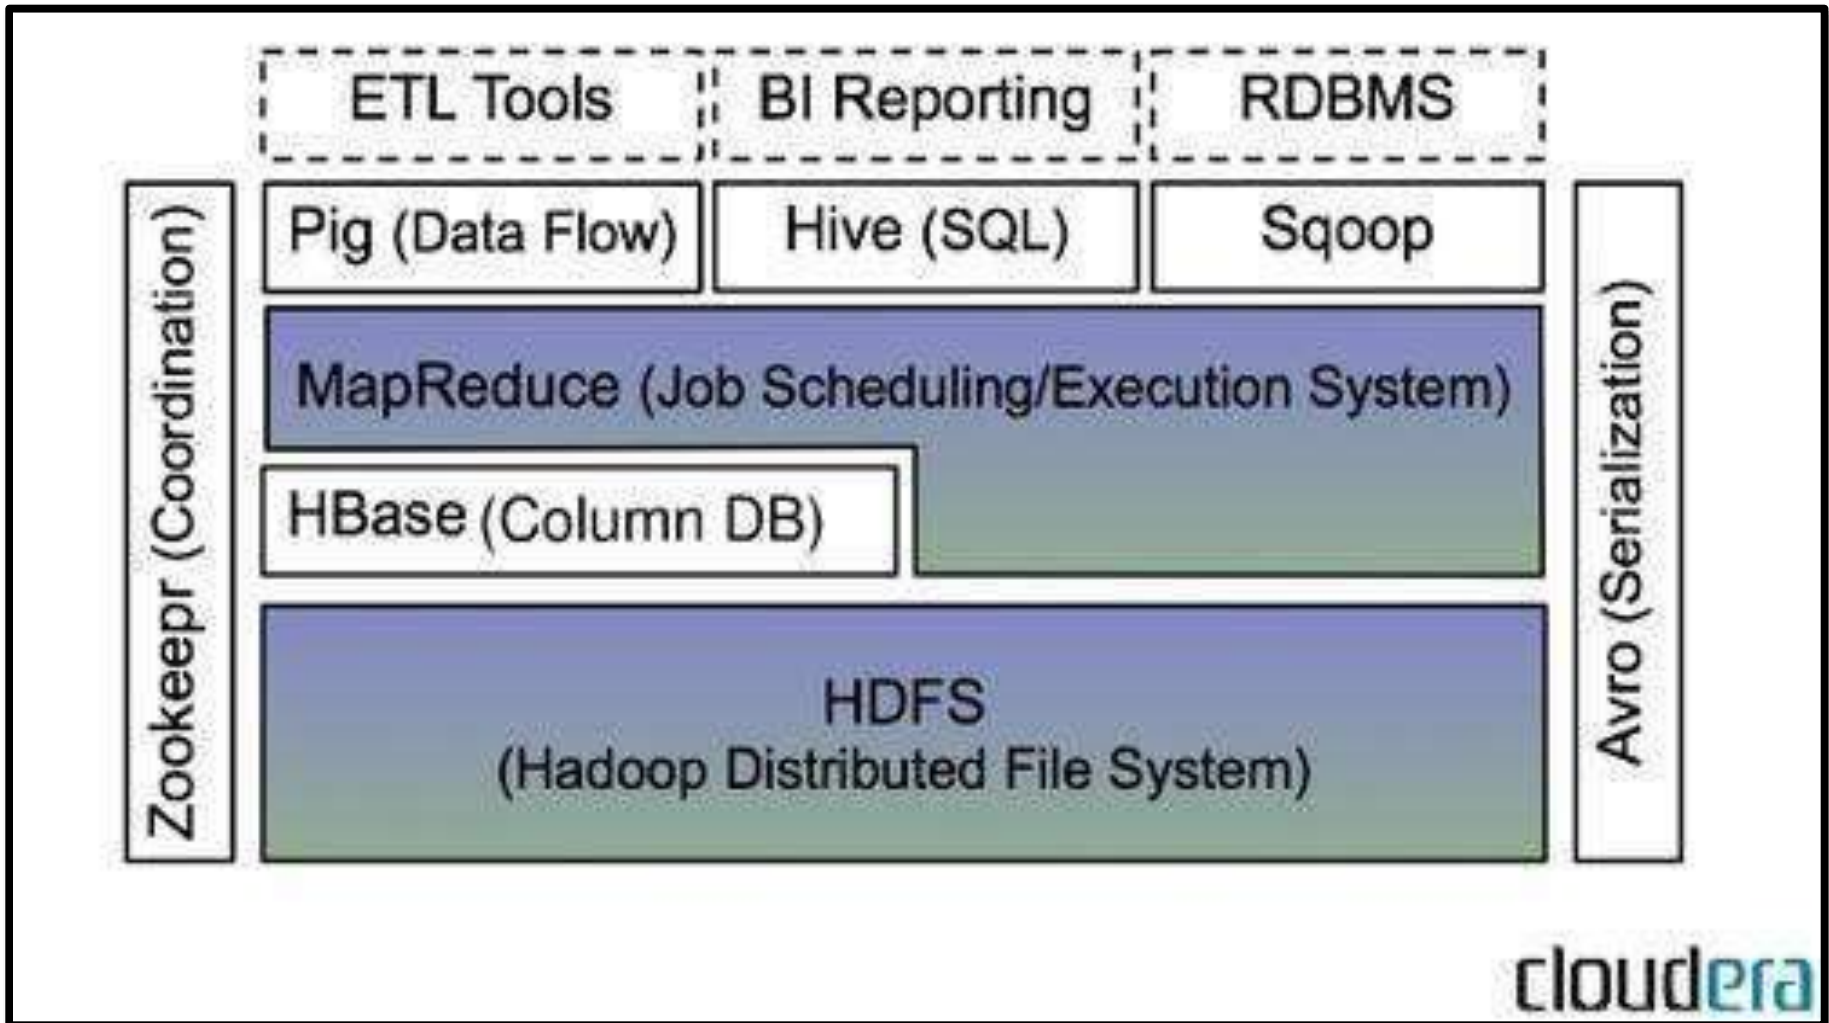 ETL Tools
BI Reporting
RDBMS
Zookeepr (Coordination)
Pig (Data Flow)
Hive (SQL)
Sqoop
Avro (Serialization)
MapReduce (Job Scheduling/Execution System)
HBase (Column DB)
HDFS
(Hadoop Distributed File System)
cloudera